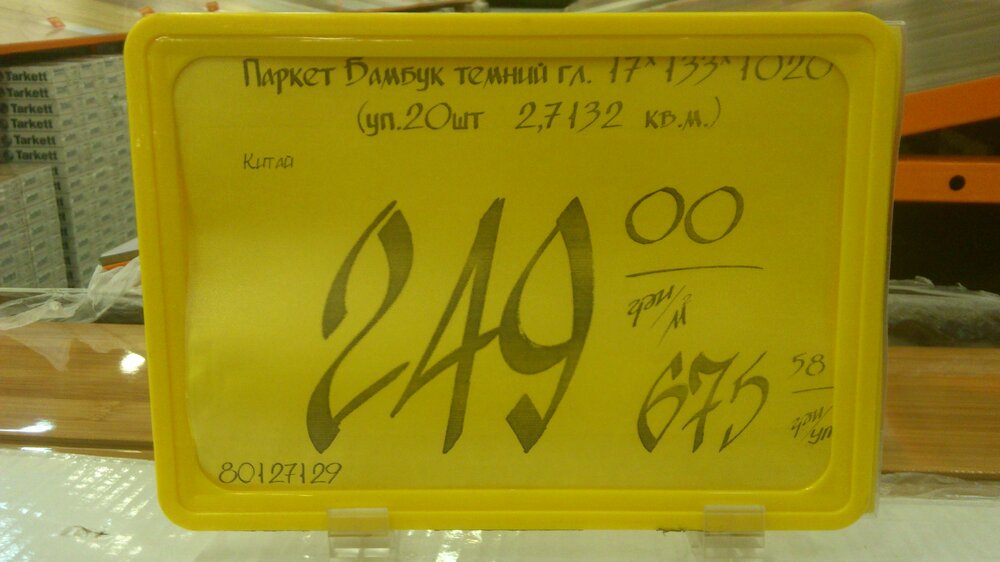 Паркет Бамбук темний гл. 17*133*1020
(уп.20шт 2,7132 кв.м.)
Китай
249 00
грн/м²
675 58
грн/уп
80127129
Tarkett
Tarkett
Tarkett
Tarkett
Tarkett
Tarkett